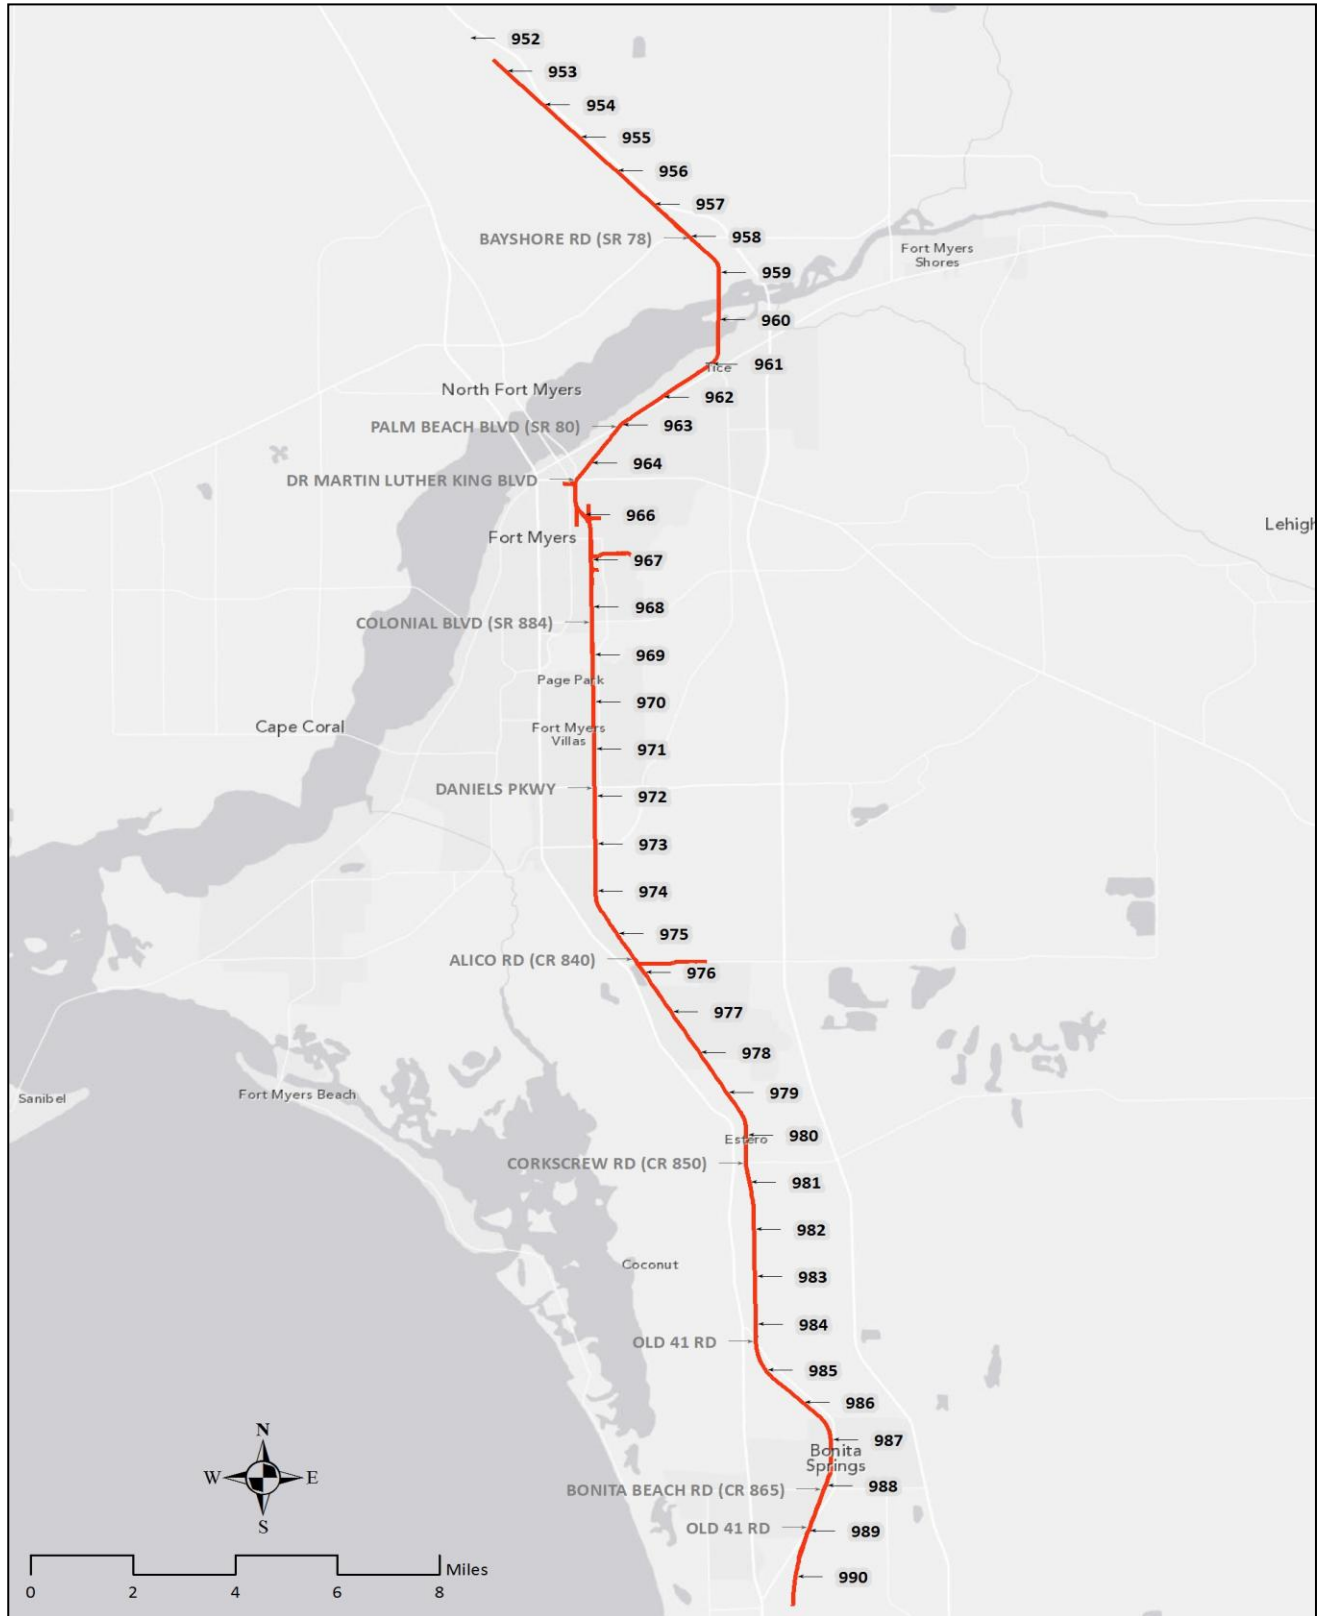 952
953
954
955
956
957
BAYSHORE RD (SR 78)
958
Fort Myers
Shores
959
960
Tice
961
North Fort Myers
962
PALM BEACH BLVD (SR 80)
963
964
DR MARTIN LUTHER KING BLVD
966
Lehigh
Fort Myers
967
968
COLONIAL BLVD (SR 884)
969
Page Park
970
Cape Coral
Fort Myers
Villas
971
DANIELS PKWY
972
973
974
975
ALICO RD (CR 840)
976
977
978
979
Sanibel
Fort Myers Beach
980
Estero
CORKSCREW RD (CR 850)
981
982
Coconut
983
984
OLD 41 RD
985
986
987
Bonita
Springs
988
BONITA BEACH RD (CR 865)
OLD 41 RD
989
990
N
W E
S
Miles
0 2 4 6 8